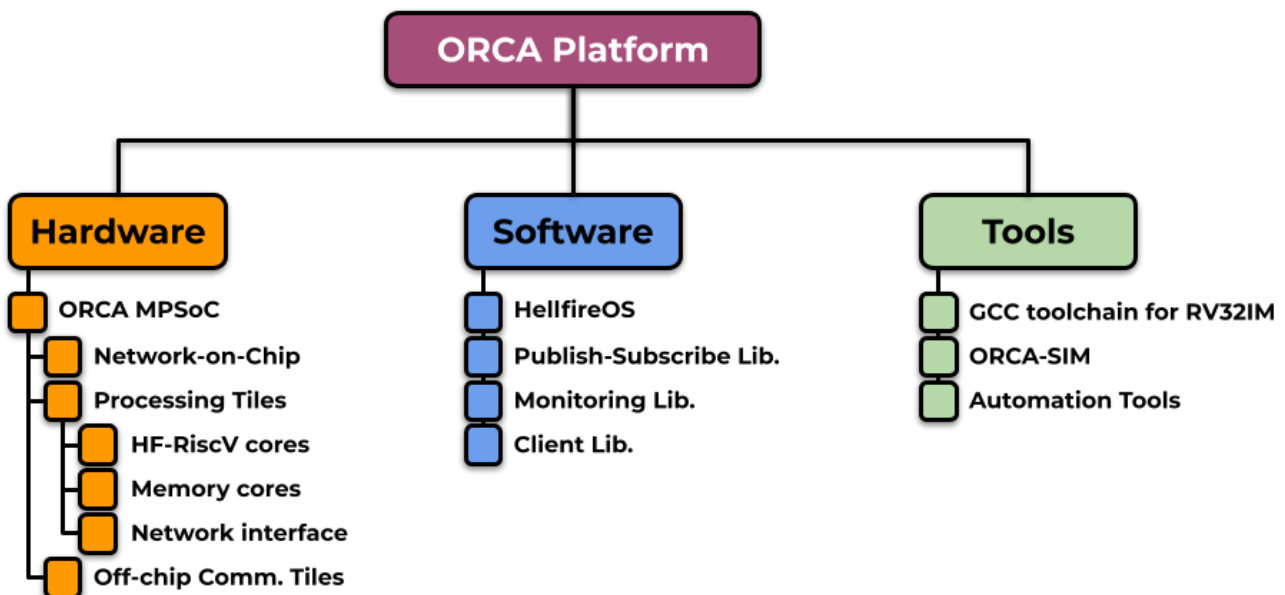 ORCA Platform
Hardware
ORCA MPSoC
Network-on-Chip
Processing Tiles
HF-RiscV cores
Memory cores
Network interface
Off-chip Comm. Tiles
Software
HellfireOS
Publish-Subscribe Lib.
Monitoring Lib.
Client Lib.
Tools
GCC toolchain for RV32IM
ORCA-SIM
Automation Tools